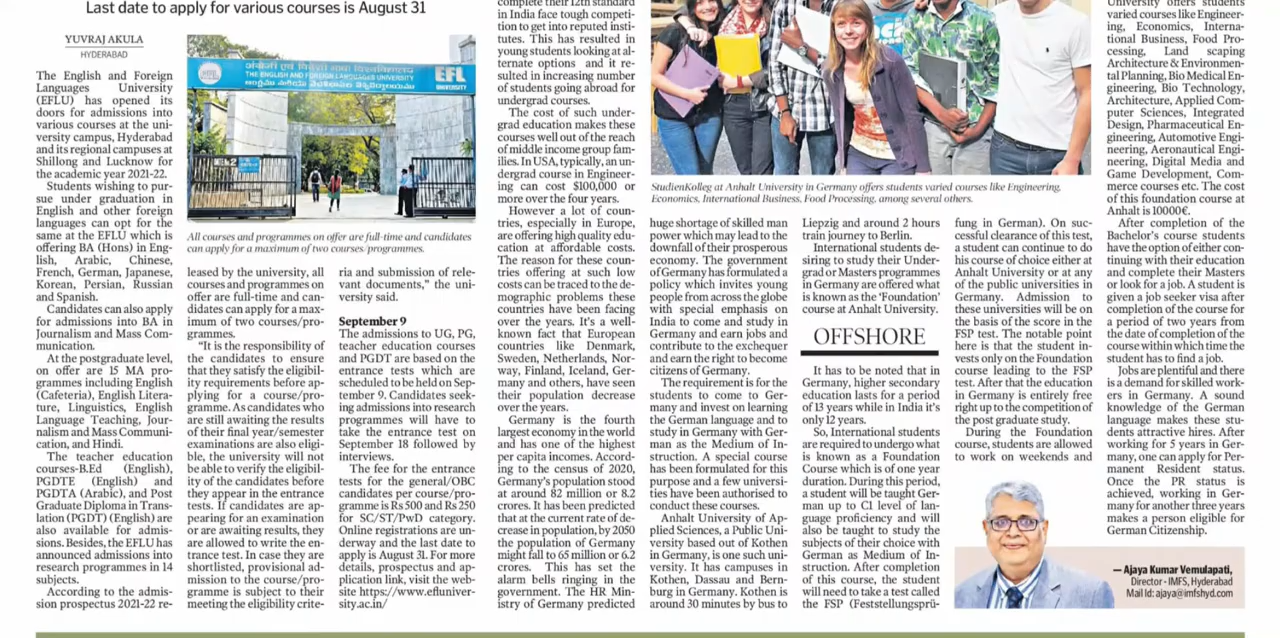 Last date to apply for various courses is August 31
YUVRAJ AKULA
HYDERABAD
The English and Foreign
Languages University
(EFLU) has opened its
doors for admissions into
various courses at the uni-
versity campus, Hyderabad
and its regional campuses at
Shillong and Lucknow for
the academic year 2021-22.
Students wishing to pur-
sue under graduation in
English and other foreign
languages can opt for the
same at the EFLU which is
offering BA (Hons) in Eng-
lish, Arabic, Chinese,
French, German, Japanese,
Korean, Persian, Russian
and Spanish.
Candidates can also apply
for admissions into BA in
Journalism and Mass Com-
munication.
At the postgraduate level,
on offer are 15 MA pro-
grammes including English
(Cafeteria), English Litera-
ture, Linguistics, English
Language Teaching, Jour-
nalism and Mass Communi-
cation, and Hindi.
The teacher education
courses-B.Ed (English),
PGDTE (English) and
PGDTA (Arabic), and Post
Graduate Diploma in Trans-
lation (PGDT) (English) are
also available for admis-
sions. Besides, the EFLU has
announced admissions into
research programmes in 14
subjects.
According to the admis-
sion prospectus 2021-22 re-
THE ENGLISH AND FOREIGN LANGUAGES UNIVERSITY
EFL
UNIVERSITY
All courses and programmes on offer are full-time and candidates
can apply for a maximum of two courses/programmes.
leased by the university, all
courses and programmes on
offer are full-time and can-
didates can apply for a max-
imum of two courses/pro-
grammes.
"It is the responsibility of
the candidates to ensure
that they satisfy the eligibil-
ity requirements before ap-
plying for a course/pro-
gramme. As candidates who
are still awaiting the results
of their final year/semester
examinations are also eligi-
ble, the university will not
be able to verify the eligibil-
ity of the candidates before
they appear in the entrance
tests. If candidates are ap-
pearing for an examination
or are awaiting results, they
are allowed to write the en-
trance test. In case they are
shortlisted, provisional ad-
mission to the course/pro-
gramme is subject to their
meeting the eligibility crite-
ria and submission of rele-
vant documents," the uni-
versity said.
September 9
The admissions to UG, PG,
teacher education courses
and PGDT are based on the
entrance tests which are
scheduled to be held on Sep-
tember 9. Candidates seek-
ing admissions into research
programmes will have to
take the entrance test on
September 18 followed by
interviews.
The fee for the entrance
tests for the general/OBC
candidates per course/pro-
gramme is Rs 500 and Rs 250
for SC/ST/PwD category.
Online registrations are un-
derway and the last date to
apply is August 31. For more
details, prospectus and ap-
plication link, visit the web-
site https://www.efluniver-
sity.ac.in/
complete their 12th standard
in India face tough competi-
tion to get into reputed insti-
tutes. This has resulted in
young students looking at al-
ternate options and it re-
sulted in increasing number
of students going abroad for
undergrad courses.
The cost of such under-
grad education makes these
courses well out of the reach
of middle income group fam-
ilies. In USA, typically, an un-
dergrad course in Engineer-
ing can cost $100,000 or
more over the four years.
However a lot of coun-
tries, especially in Europe,
are offering high quality edu-
cation at affordable costs.
The reason for these coun-
tries offering at such low
costs can be traced to the de-
mographic problems these
countries have been facing
over the years. It's a well-
known fact that European
countries like Denmark,
Sweden, Netherlands, Nor-
way, Finland, Iceland, Ger-
many and others, have seen
their population decrease
over the years.
Germany is the fourth
largest economy in the world
and has one of the highest
per capita incomes. Accord-
ing to the census of 2020,
Germany's population stood
at around 82 million or 8.2
crores. It has been predicted
that at the current rate of de-
crease in population, by 2050
the population of Germany
might fall to 65 million or 6.2
crores. This has set the
alarm bells ringing in the
government. The HR Min-
istry of Germany predicted
StudienKolleg at Anhalt University in Germany offers students varied courses like Engineering,
Economics, International Business, Food Processing, among several others.
huge shortage of skilled man
power which may lead to the
downfall of their prosperous
economy. The government
of Germany has formulated a
policy which invites young
people from across the globe
with special emphasis on
India to come and study in
Germany and earn jobs and
contribute to the exchequer
and earn the right to become
citizens of Germany.
The requirement is for the
students to come to Ger-
many and invest on learning
the German language and to
study in Germany with Ger-
man as the Medium of In-
struction. A special course
has been formulated for this
purpose and a few universi-
ties have been authorised to
conduct these courses.
Anhalt University of Ap-
plied Sciences, a Public Uni-
versity based out of Kothen
in Germany, is one such uni-
versity. It has campuses in
Kothen, Dassau and Bern-
burg in Germany. Kothen is
around 30 minutes by bus to
Liepzig and around 2 hours
train journey to Berlin.
International students de-
siring to study their Under-
grad or Masters programmes
in Germany are offered what
is known as the 'Foundation'
course at Anhalt University.
OFFSHORE
It has to be noted that in
Germany, higher secondary
education lasts for a period
of 13 years while in India it's
only 12 years.
So, International students
are required to undergo what
is known as a Foundation
Course which is of one year
duration. During this period,
a student will be taught Ger-
man up to C1 level of lan-
guage proficiency and will
also be taught to study the
subjects of their choice with
German as Medium of In-
struction. After completion
of this course, the student
will need to take a test called
the FSP (Feststellungsprü-
fung in German). On suc-
cessful clearance of this test,
a student can continue to do
his course of choice either at
Anhalt University or at any
of the public universities in
Germany. Admission to
these universities will be on
the basis of the score in the
FSP test. The notable point
here is that the student in-
vests only on the Foundation
course leading to the FSP
test. After that the education
in Germany is entirely free
right up to the competition of
the post graduate study.
During the Foundation
course, students are allowed
to work on weekends and
University offers students
varied courses like Engineer-
ing, Economics, Interna-
tional Business, Food Pro-
cessing, Land scaping
Architecture & Environmen-
tal Planning, Bio Medical En-
gineering, Bio Technology,
Architecture, Applied Com-
puter Sciences, Integrated
Design, Pharmaceutical En-
gineering, Automotive Engi-
neering, Aeronautical Engi-
neering, Digital Media and
Game Development, Com-
merce courses etc. The cost
of this foundation course at
Anhalt is 10000€.
After completion of the
Bachelor's course students
have the option of either con-
tinuing with their education
and complete their Masters
or look for a job. A student is
given a job seeker visa after
completion of the course for
a period of two years from
the date of completion of the
course within which time the
student has to find a job.
Jobs are plentiful and there
is a demand for skilled work-
ers in Germany. A sound
knowledge of the German
language makes these stu-
dents attractive hires. After
working for 5 years in Ger-
many, one can apply for Per-
manent Resident status.
Once the PR status is
achieved, working in Ger-
many for another three years
makes a person eligible for
German Citizenship.
— Ajaya Kumar Vemulapati,
Director - IMFS, Hyderabad
Mail Id: ajaya@imfshyd.com